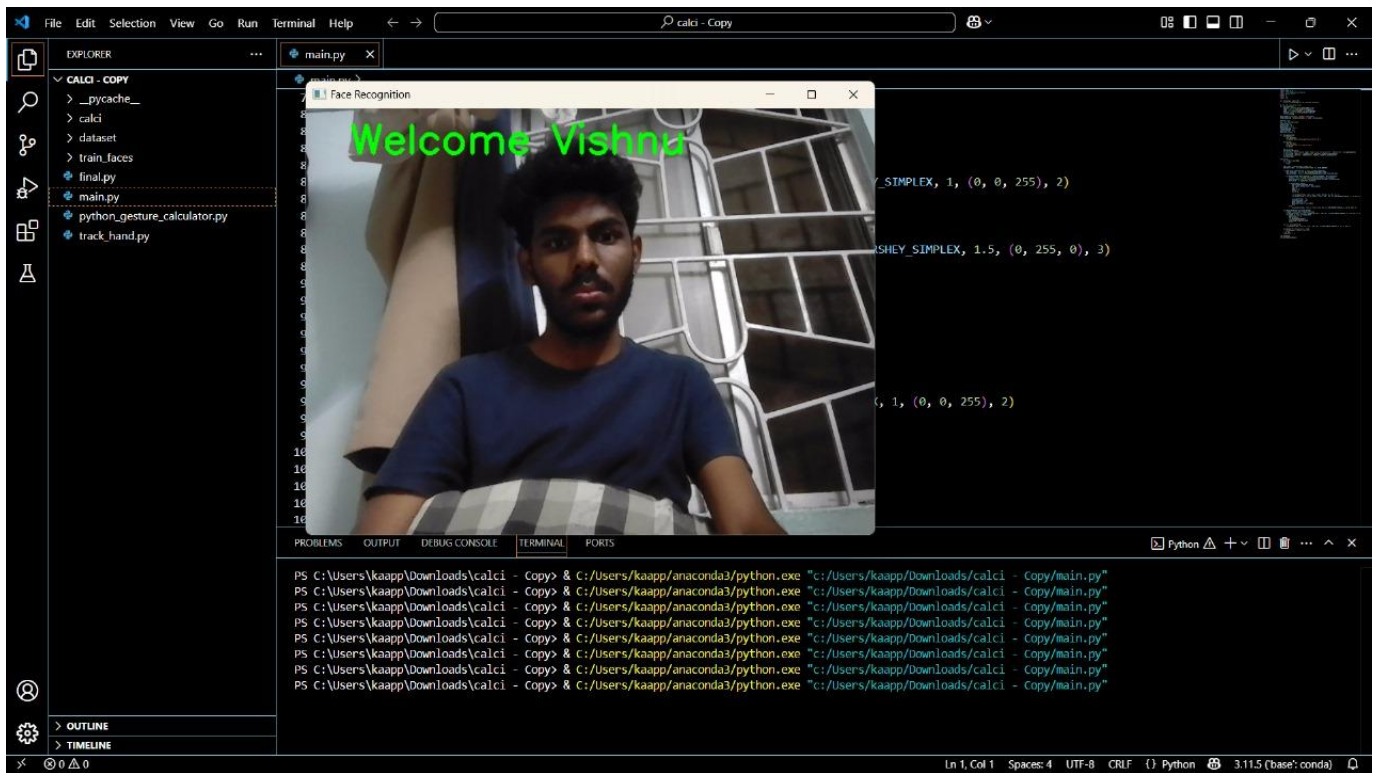 File Edit Selection View Go Run Terminal Help
calci - Copy
EXPLORER
main.py
CALCI - COPY
main.py
__pycache__
calci
dataset
train_faces
final.py
main.py
python_gesture_calculator.py
track_hand.py
Face Recognition
Welcome Vishnu
Y_SIMPLEX, 1, (0, 0, 255), 2)
RSHEY_SIMPLEX, 1.5, (0, 255, 0), 3)
, 1, (0, 0, 255), 2)
PROBLEMS OUTPUT DEBUG CONSOLE TERMINAL PORTS
Python
PS C:\Users\kaapp\Downloads\calci - Copy> & C:/Users/kaapp/anaconda3/python.exe "c:/Users/kaapp/Downloads/calci - Copy/main.py"
PS C:\Users\kaapp\Downloads\calci - Copy> & C:/Users/kaapp/anaconda3/python.exe "c:/Users/kaapp/Downloads/calci - Copy/main.py"
PS C:\Users\kaapp\Downloads\calci - Copy> & C:/Users/kaapp/anaconda3/python.exe "c:/Users/kaapp/Downloads/calci - Copy/main.py"
PS C:\Users\kaapp\Downloads\calci - Copy> & C:/Users/kaapp/anaconda3/python.exe "c:/Users/kaapp/Downloads/calci - Copy/main.py"
PS C:\Users\kaapp\Downloads\calci - Copy> & C:/Users/kaapp/anaconda3/python.exe "c:/Users/kaapp/Downloads/calci - Copy/main.py"
PS C:\Users\kaapp\Downloads\calci - Copy> & C:/Users/kaapp/anaconda3/python.exe "c:/Users/kaapp/Downloads/calci - Copy/main.py"
PS C:\Users\kaapp\Downloads\calci - Copy> & C:/Users/kaapp/anaconda3/python.exe "c:/Users/kaapp/Downloads/calci - Copy/main.py"
PS C:\Users\kaapp\Downloads\calci - Copy> & C:/Users/kaapp/anaconda3/python.exe "c:/Users/kaapp/Downloads/calci - Copy/main.py"
OUTLINE
TIMELINE
0 0
Ln 1, Col 1 Spaces: 4 UTF-8 CRLF {} Python 3.11.5 ('base': conda)